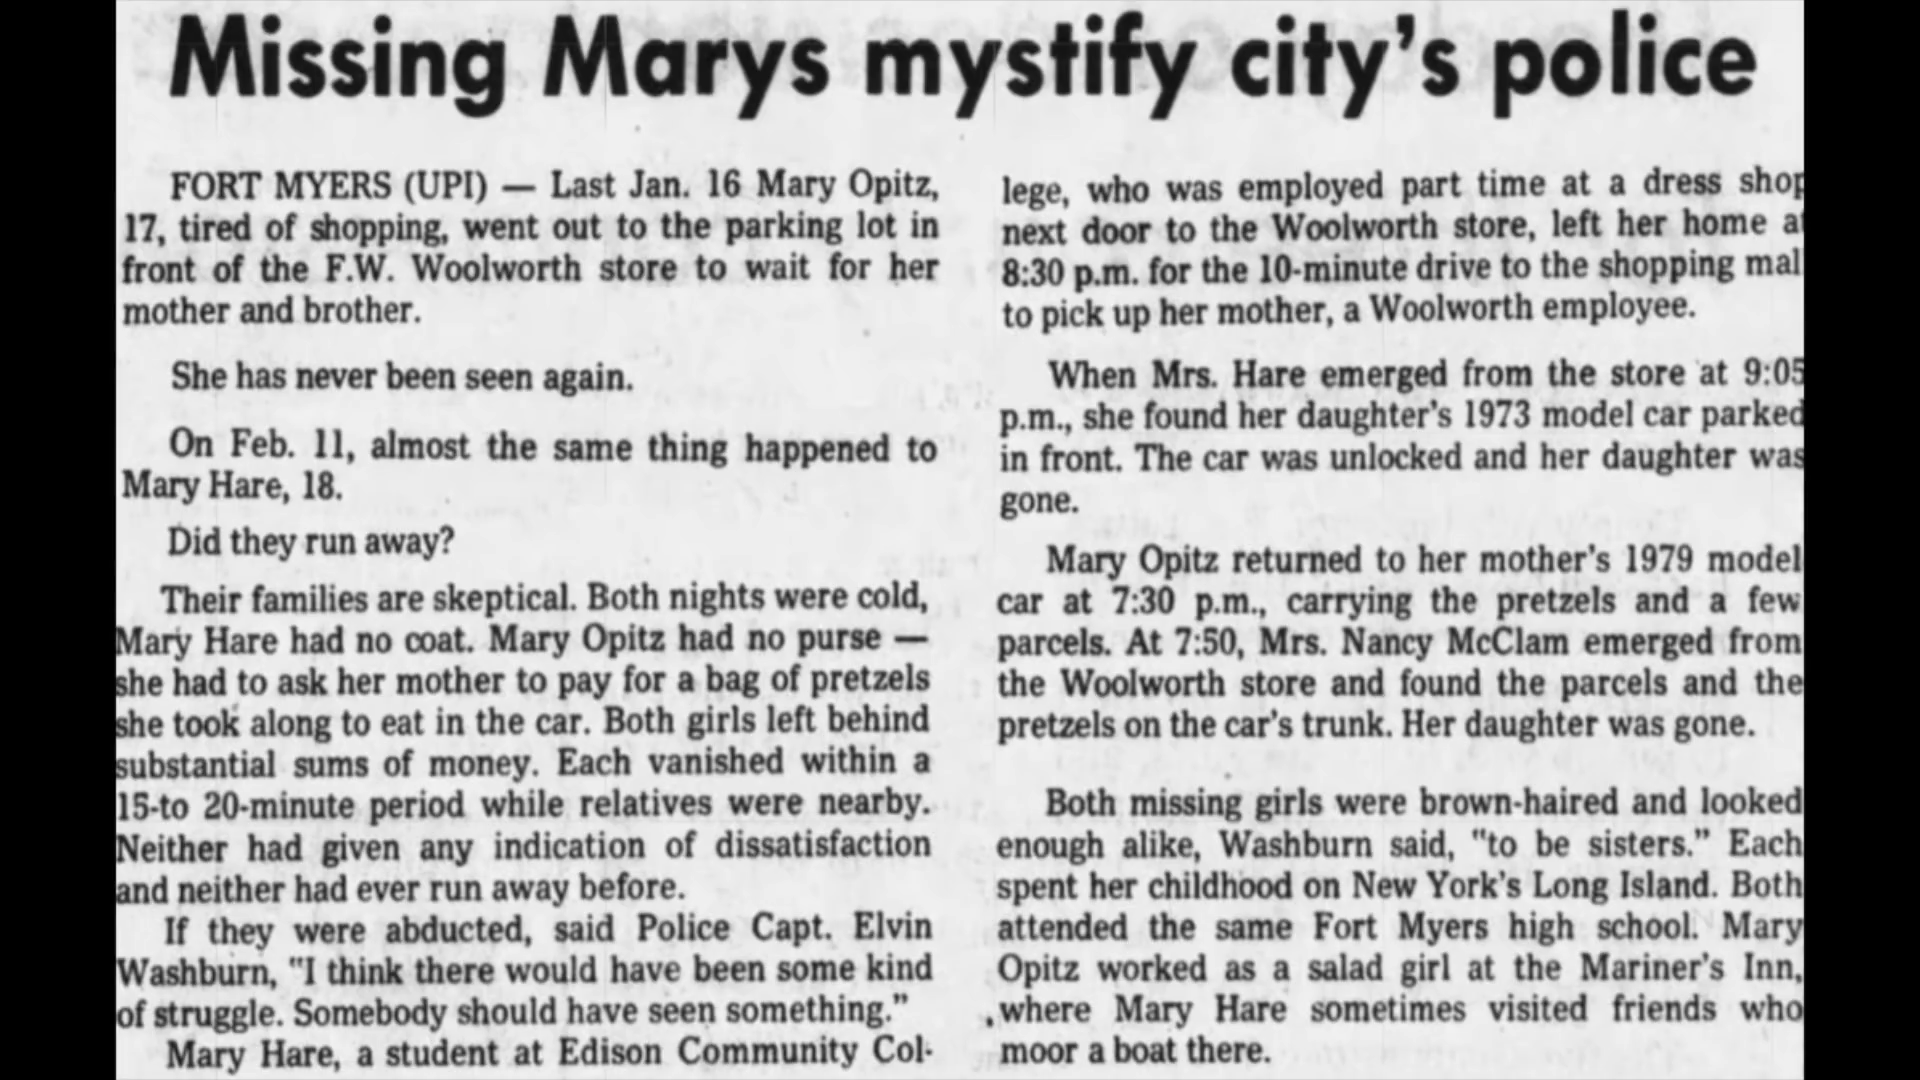 Missing Marys mystify city's police
FORT MYERS (UPI) — Last Jan. 16 Mary Opitz,
17, tired of shopping, went out to the parking lot in
front of the F.W. Woolworth store to wait for her
mother and brother.
She has never been seen again.
On Feb. 11, almost the same thing happened to
Mary Hare, 18.
Did they run away?
Their families are skeptical. Both nights were cold,
Mary Hare had no coat. Mary Opitz had no purse —
she had to ask her mother to pay for a bag of pretzels
she took along to eat in the car. Both girls left behind
substantial sums of money. Each vanished within a
15-to 20-minute period while relatives were nearby.
Neither had given any indication of dissatisfaction
and neither had ever run away before.
If they were abducted, said Police Capt. Elvin
Washburn, "I think there would have been some kind
of struggle. Somebody should have seen something."
Mary Hare, a student at Edison Community Col-
lege, who was employed part time at a dress shop
next door to the Woolworth store, left her home at
8:30 p.m. for the 10-minute drive to the shopping mall
to pick up her mother, a Woolworth employee.
When Mrs. Hare emerged from the store at 9:05
p.m., she found her daughter's 1973 model car parked
in front. The car was unlocked and her daughter was
gone.
Mary Opitz returned to her mother's 1979 model
car at 7:30 p.m., carrying the pretzels and a few
parcels. At 7:50, Mrs. Nancy McClam emerged from
the Woolworth store and found the parcels and the
pretzels on the car's trunk. Her daughter was gone.
Both missing girls were brown-haired and looked
enough alike, Washburn said, "to be sisters." Each
spent her childhood on New York's Long Island. Both
attended the same Fort Myers high school. Mary
Opitz worked as a salad girl at the Mariner's Inn,
where Mary Hare sometimes visited friends who
moor a boat there.